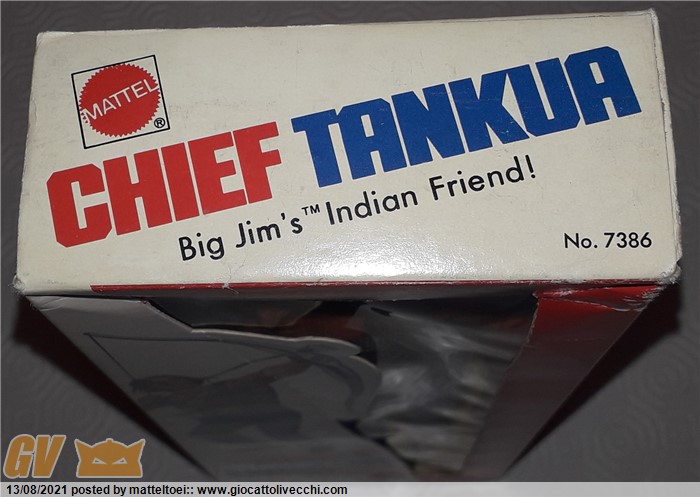 MATTEL
®
CHIEF TANKUA
Big Jim's™ Indian Friend!
No. 7386
GV
13/08/2021 posted by matteltoei:: www.giocattolivecchi.com